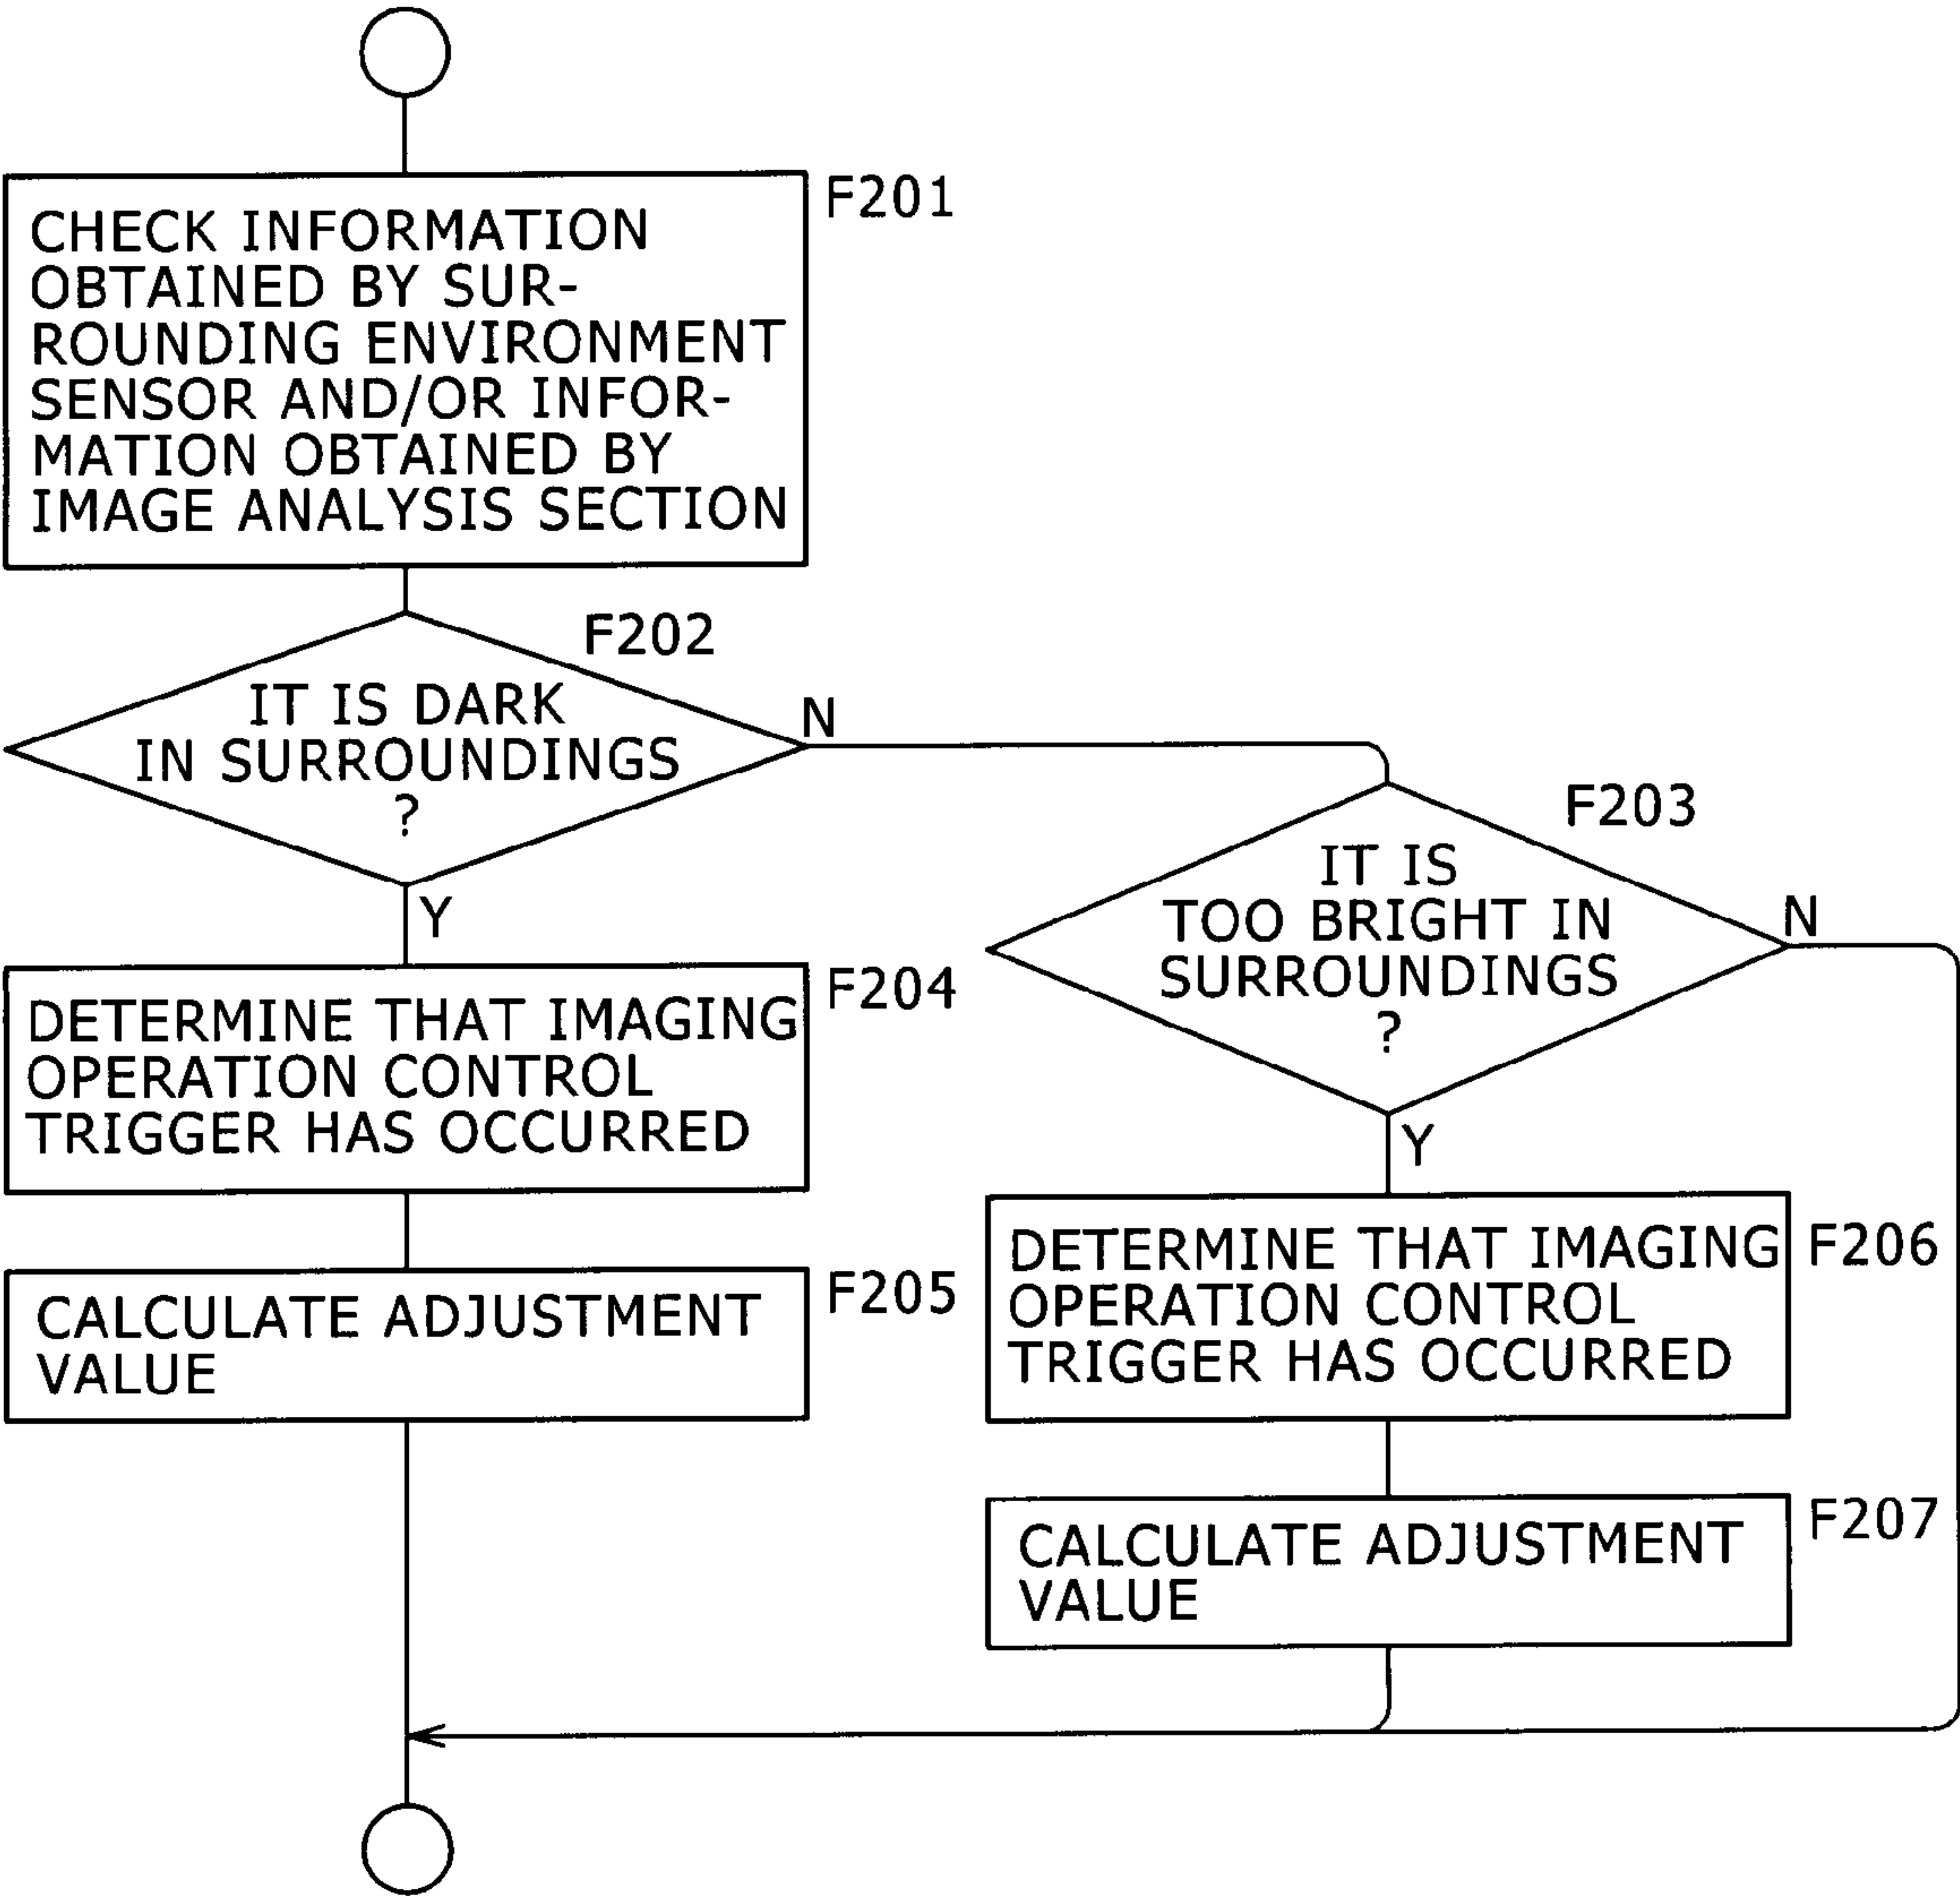 F201
CHECK INFORMATION
OBTAINED BY SUR-
ROUNDING ENVIRONMENT
SENSOR AND/OR INFOR-
MATION OBTAINED BY
IMAGE ANALYSIS SECTION
F202
IT IS DARK
IN SURROUNDINGS
?
N
Y
F203
IT IS
TOO BRIGHT IN
SURROUNDINGS
?
N
Y
F204
DETERMINE THAT IMAGING
OPERATION CONTROL
TRIGGER HAS OCCURRED
F205
CALCULATE ADJUSTMENT
VALUE
F206
DETERMINE THAT IMAGING
OPERATION CONTROL
TRIGGER HAS OCCURRED
F207
CALCULATE ADJUSTMENT
VALUE